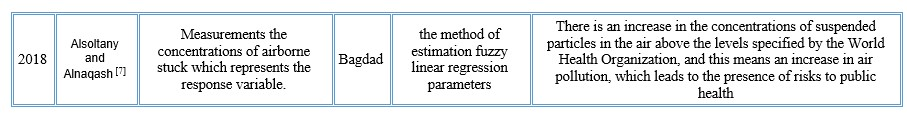 2018
Alsoltany
and
Alnaqash [7]
Measurements the
concentrations of airborne
stuck which represents the
response variable.
Bagdad
the method of
estimation fuzzy
linear regression
parameters
There is an increase in the concentrations of suspended
particles in the air above the levels specified by the World
Health Organization, and this means an increase in air
pollution, which leads to the presence of risks to public
health